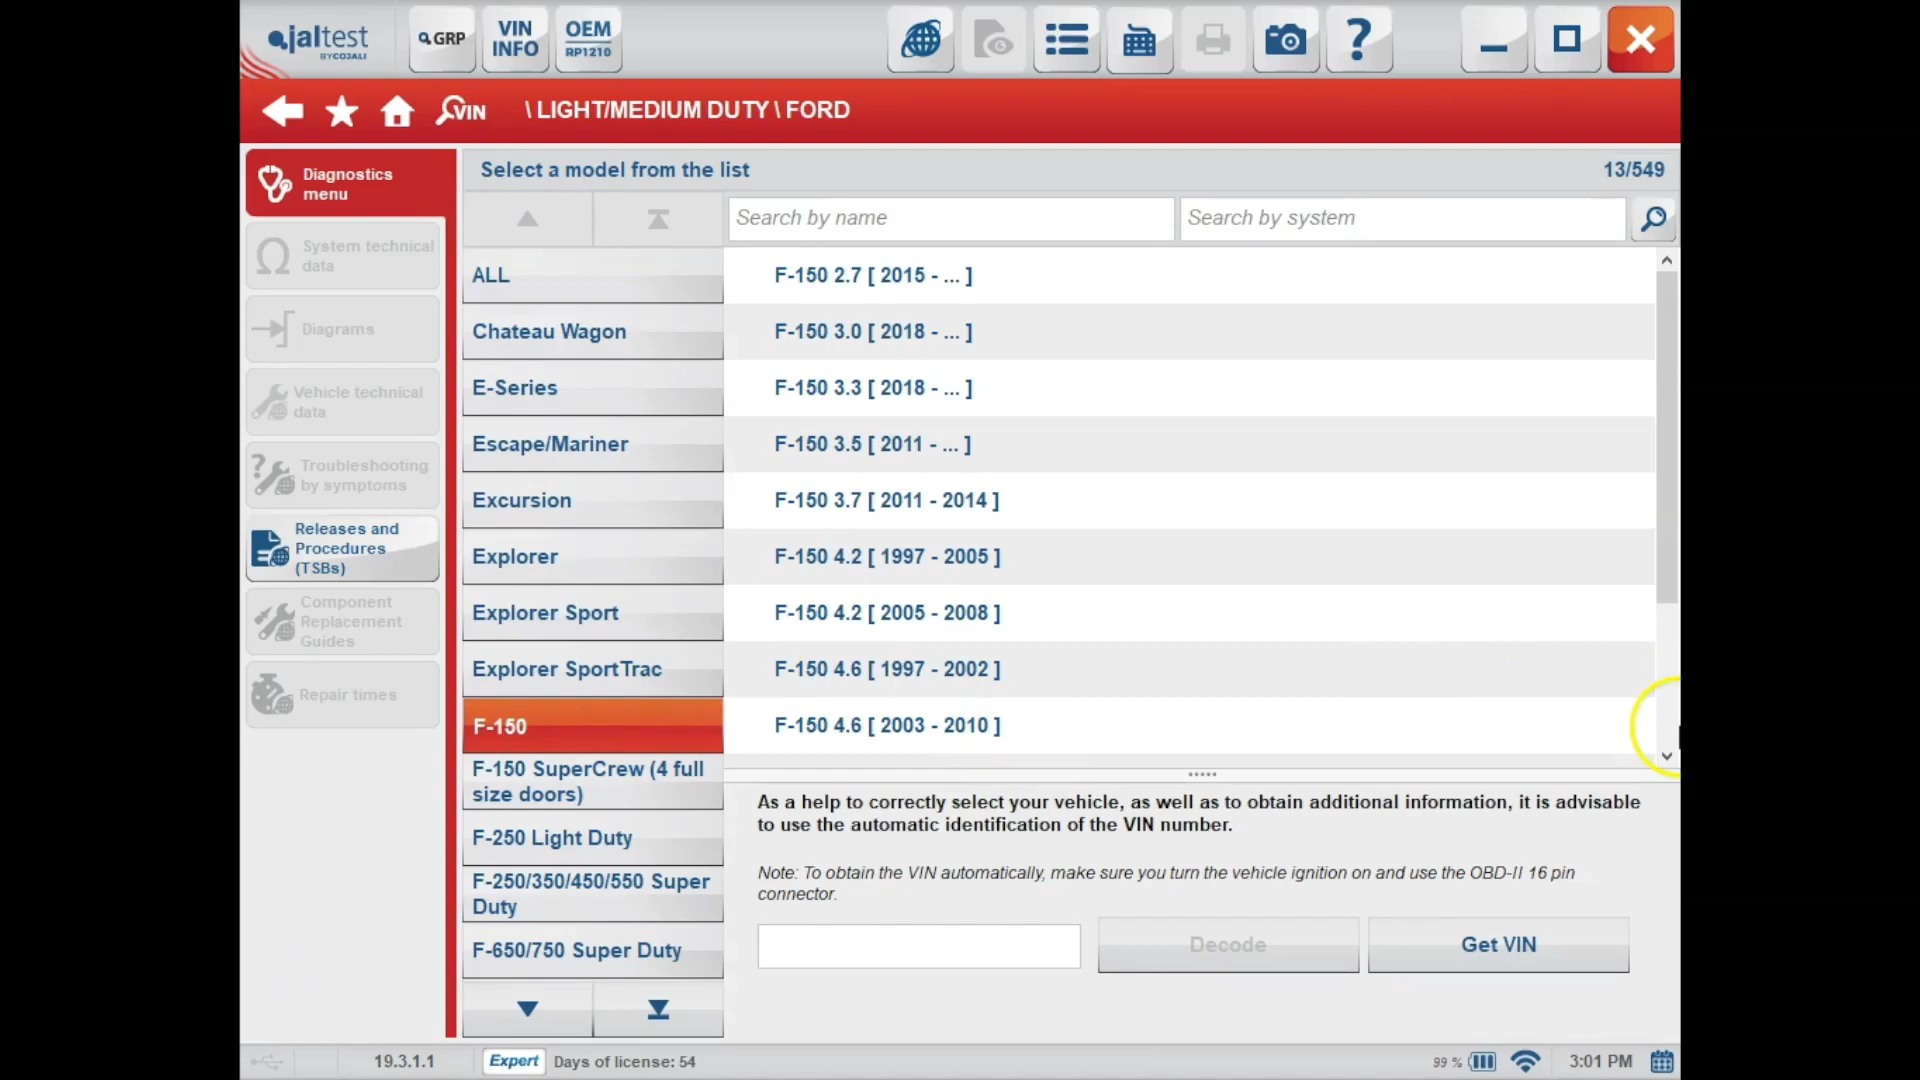 jaltest
BY COJALI
GRP
VIN
INFO
OEM
RP1210
?
VIN
\ LIGHT/MEDIUM DUTY \ FORD
Diagnostics
menu
System technical
data
Diagrams
Vehicle technical
data
Troubleshooting
by symptoms
Releases and
Procedures
(TSBs)
Component
Replacement
Guides
Repair times
Select a model from the list
13/549
Search by name
Search by system
ALL
Chateau Wagon
E-Series
Escape/Mariner
Excursion
Explorer
Explorer Sport
Explorer SportTrac
F-150
F-150 SuperCrew (4 full
size doors)
F-250 Light Duty
F-250/350/450/550 Super
Duty
F-650/750 Super Duty
F-150 2.7 [ 2015 - ... ]
F-150 3.0 [ 2018 - ... ]
F-150 3.3 [ 2018 - ... ]
F-150 3.5 [ 2011 - ... ]
F-150 3.7 [ 2011 - 2014 ]
F-150 4.2 [ 1997 - 2005 ]
F-150 4.2 [ 2005 - 2008 ]
F-150 4.6 [ 1997 - 2002 ]
F-150 4.6 [ 2003 - 2010 ]
As a help to correctly select your vehicle, as well as to obtain additional information, it is advisable
to use the automatic identification of the VIN number.
Note: To obtain the VIN automatically, make sure you turn the vehicle ignition on and use the OBD-II 16 pin
connector.
Decode
Get VIN
19.3.1.1
Expert
Days of license: 54
99 %
3:01 PM